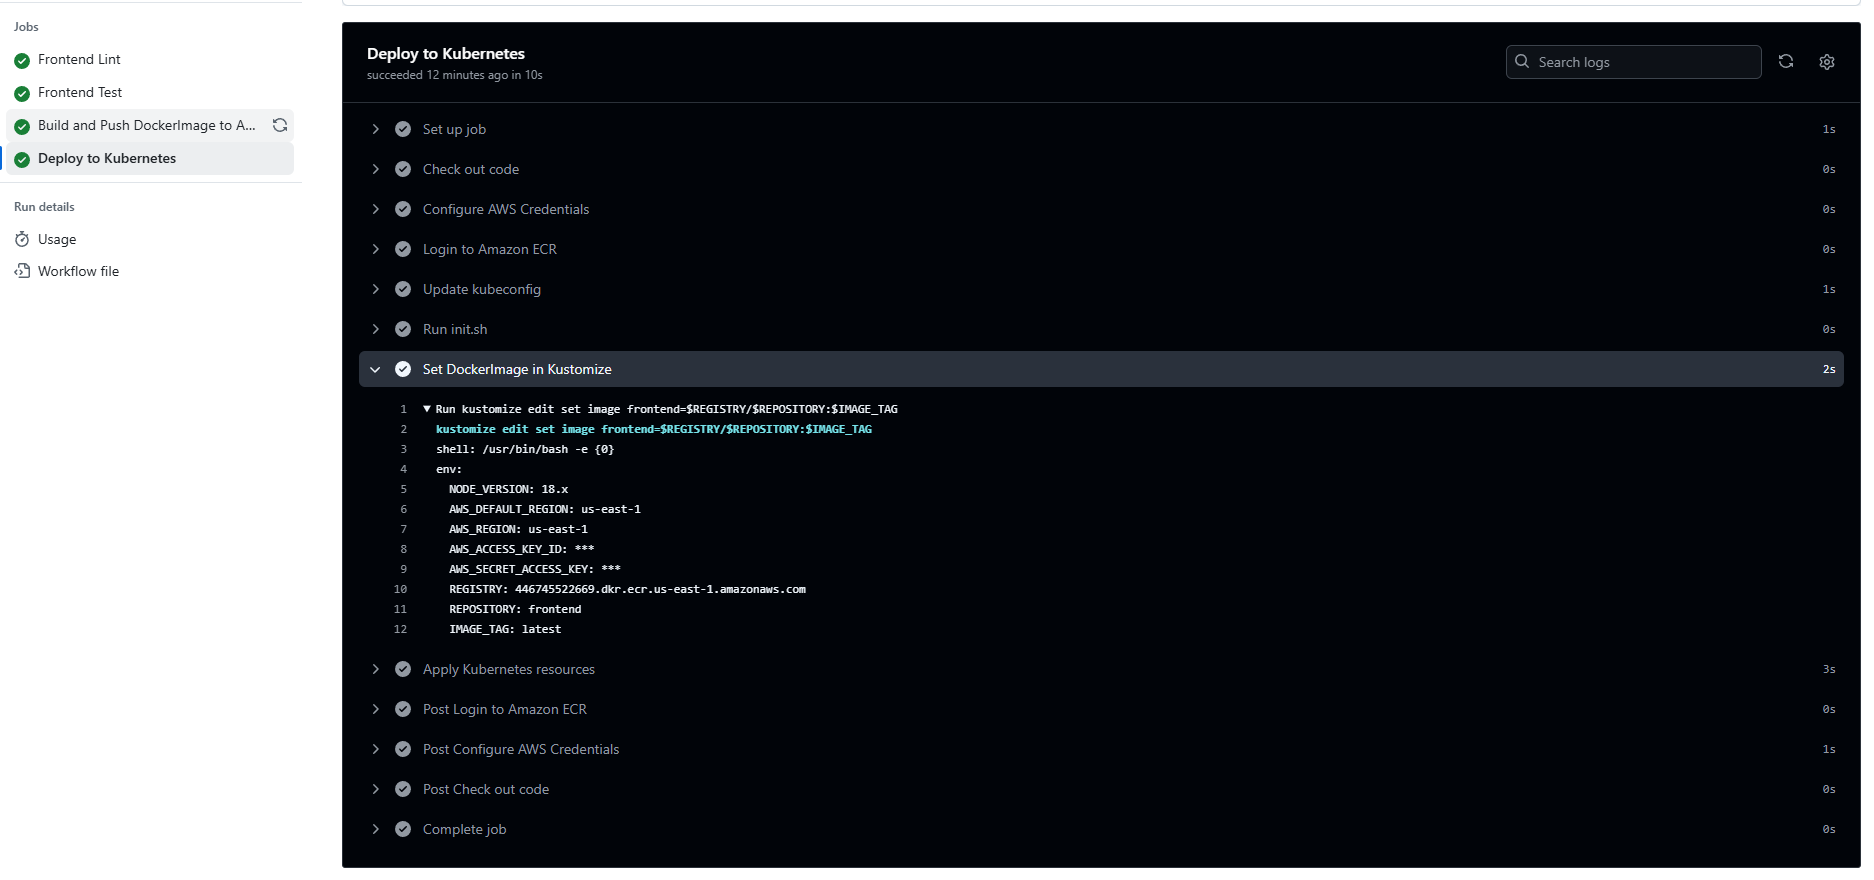 Jobs
Frontend Lint
Frontend Test
Build and Push DockerImage to A...
Deploy to Kubernetes
Run details
Usage
Workflow file
Deploy to Kubernetes
succeeded 12 minutes ago in 10s
Search logs
Set up job 1s
Check out code 0s
Configure AWS Credentials 0s
Login to Amazon ECR 0s
Update kubeconfig 1s
Run init.sh 0s
Set DockerImage in Kustomize 2s
1 ▼ Run kustomize edit set image frontend=$REGISTRY/$REPOSITORY:$IMAGE_TAG
2 kustomize edit set image frontend=$REGISTRY/$REPOSITORY:$IMAGE_TAG
3 shell: /usr/bin/bash -e {0}
4 env:
5 NODE_VERSION: 18.x
6 AWS_DEFAULT_REGION: us-east-1
7 AWS_REGION: us-east-1
8 AWS_ACCESS_KEY_ID: ***
9 AWS_SECRET_ACCESS_KEY: ***
10 REGISTRY: 446745522669.dkr.ecr.us-east-1.amazonaws.com
11 REPOSITORY: frontend
12 IMAGE_TAG: latest
Apply Kubernetes resources 3s
Post Login to Amazon ECR 0s
Post Configure AWS Credentials 1s
Post Check out code 0s
Complete job 0s